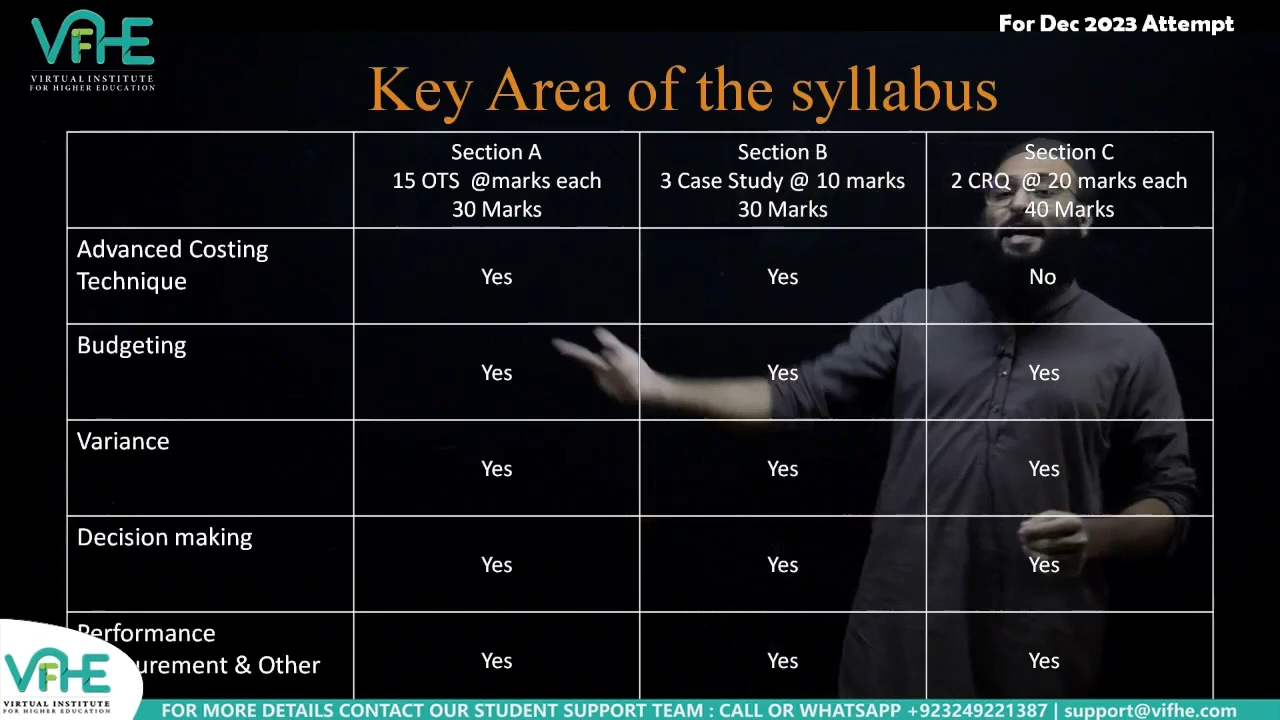 VIFHE
VIRTUAL INSTITUTE
FOR HIGHER EDUCATION
For Dec 2023 Attempt
Key Area of the syllabus
Section A
15 OTS @marks each
30 Marks
Section B
3 Case Study @ 10 marks
30 Marks
Section C
2 CRQ @ 20 marks each
40 Marks
Advanced Costing
Technique
Yes
Yes
No
Budgeting
Yes
Yes
Yes
Variance
Yes
Yes
Yes
Decision making
Yes
Yes
Yes
Performance
urement & Other
Yes
Yes
Yes
VIFHE
VIRTUAL INSTITUTE
FOR HIGHER EDUCATION
FOR MORE DETAILS CONTACT OUR STUDENT SUPPORT TEAM : CALL OR WHATSAPP +923249221387 | support@vifhe.com